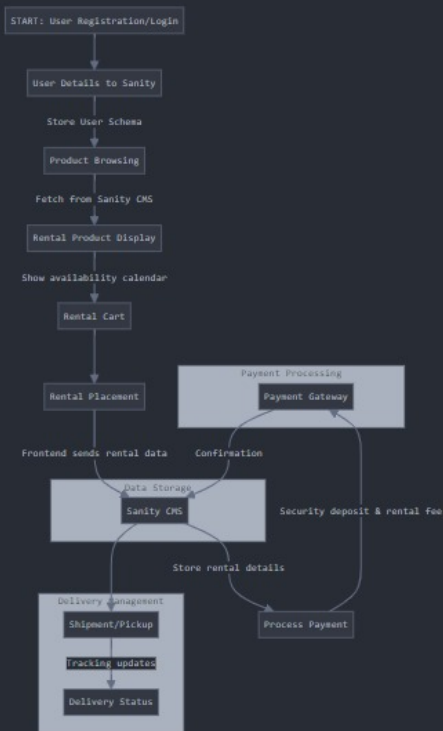 START: User Registration/Login
User Details to Sanity
Store User Schema
Product Browsing
Fetch from Sanity CMS
Rental Product Display
Show availability calendar
Rental Cart
Payment Processing
Rental Placement
Payment Gateway
Frontend sends rental data
Confirmation
Data Storage
Sanity CMS
Security deposit & rental fee
Store rental details
Delivery Management
Shipment/Pickup
Process Payment
Tracking updates
Delivery Status